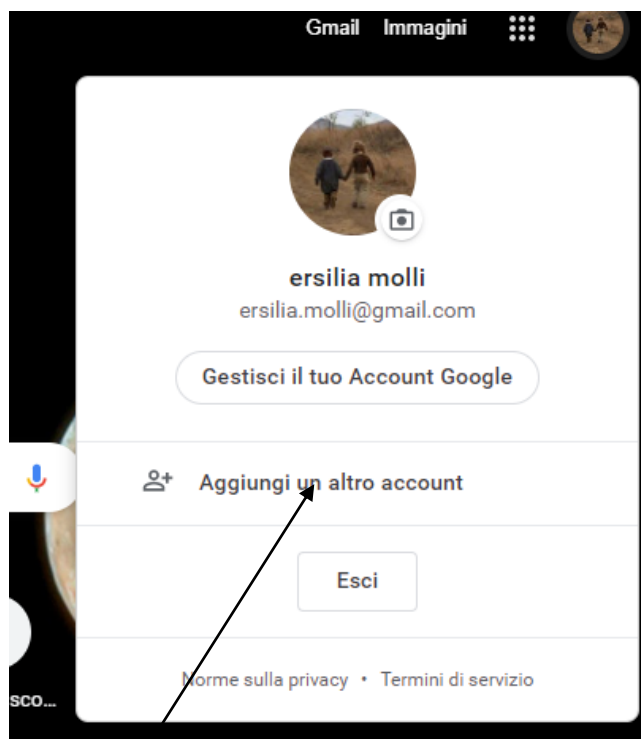 Gmail Immagini
ersilia molli
ersilia.molli@gmail.com
Gestisci il tuo Account Google
Aggiungi un altro account
Esci
Norme sulla privacy • Termini di servizio
sco...